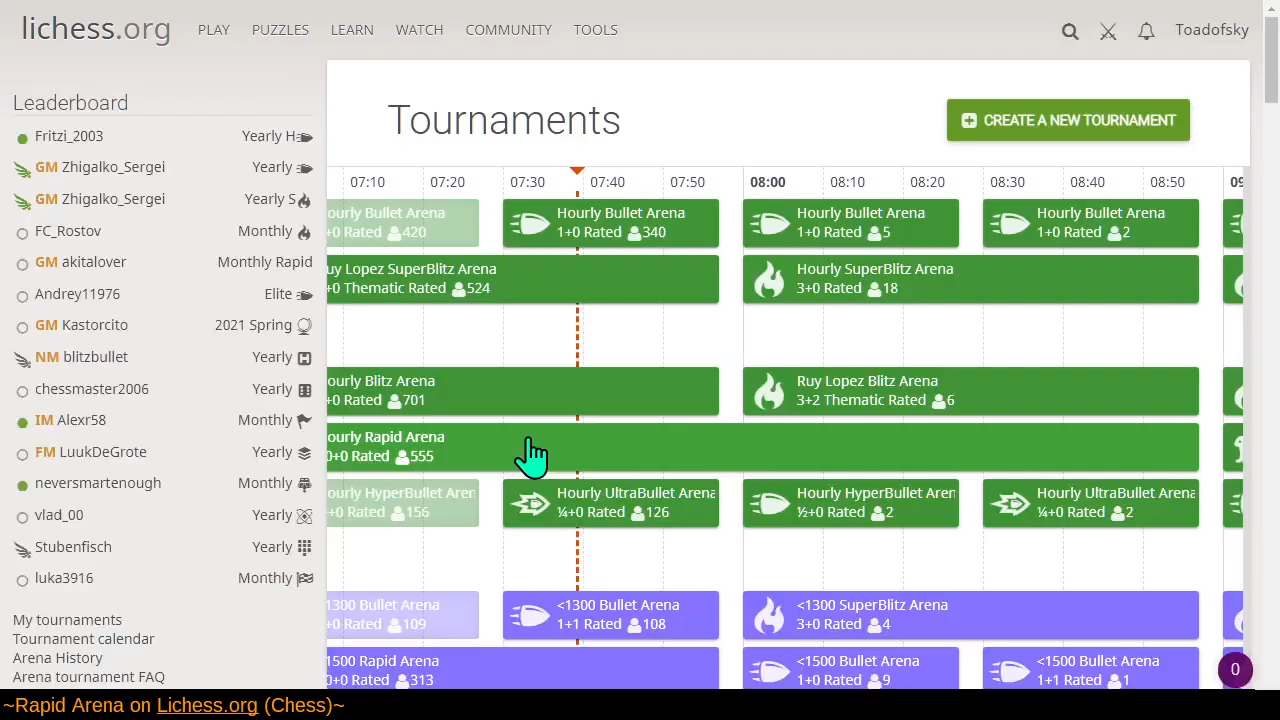 lichess.org PLAY PUZZLES LEARN WATCH COMMUNITY TOOLS Toadofsky
Leaderboard
Fritzi_2003 Yearly H
GM Zhigalko_Sergei Yearly
GM Zhigalko_Sergei Yearly S
FC_Rostov Monthly
GM akitalover Monthly Rapid
Andrey11976 Elite
GM Kastorcito 2021 Spring
NM blitzbullet Yearly
chessmaster2006 Yearly
IM Alexr58 Monthly
FM LuukDeGrote Yearly
neversmartenough Monthly
vlad_00 Yearly
Stubenfisch Yearly
luka3916 Monthly
My tournaments
Tournament calendar
Arena History
Arena tournament FAQ
Tournaments
CREATE A NEW TOURNAMENT
07:10 07:20 07:30 07:40 07:50 08:00 08:10 08:20 08:30 08:40 08:50 09
ourly Bullet Arena
+0 Rated 420
Hourly Bullet Arena
1+0 Rated 340
Hourly Bullet Arena
1+0 Rated 5
Hourly Bullet Arena
1+0 Rated 2
uy Lopez SuperBlitz Arena
+0 Thematic Rated 524
Hourly SuperBlitz Arena
3+0 Rated 18
ourly Blitz Arena
+0 Rated 701
Ruy Lopez Blitz Arena
3+2 Thematic Rated 6
ourly Rapid Arena
0+0 Rated 555
ourly HyperBullet Aren
+0 Rated 156
Hourly UltraBullet Arena
¼+0 Rated 126
Hourly HyperBullet Aren
½+0 Rated 2
Hourly UltraBullet Arena
¼+0 Rated 2
1300 Bullet Arena
+0 Rated 109
<1300 Bullet Arena
1+1 Rated 108
<1300 SuperBlitz Arena
3+0 Rated 4
1500 Rapid Arena
0+0 Rated 313
<1500 Bullet Arena
1+0 Rated 9
<1500 Bullet Arena
1+1 Rated 1
0
~Rapid Arena on Lichess.org (Chess)~